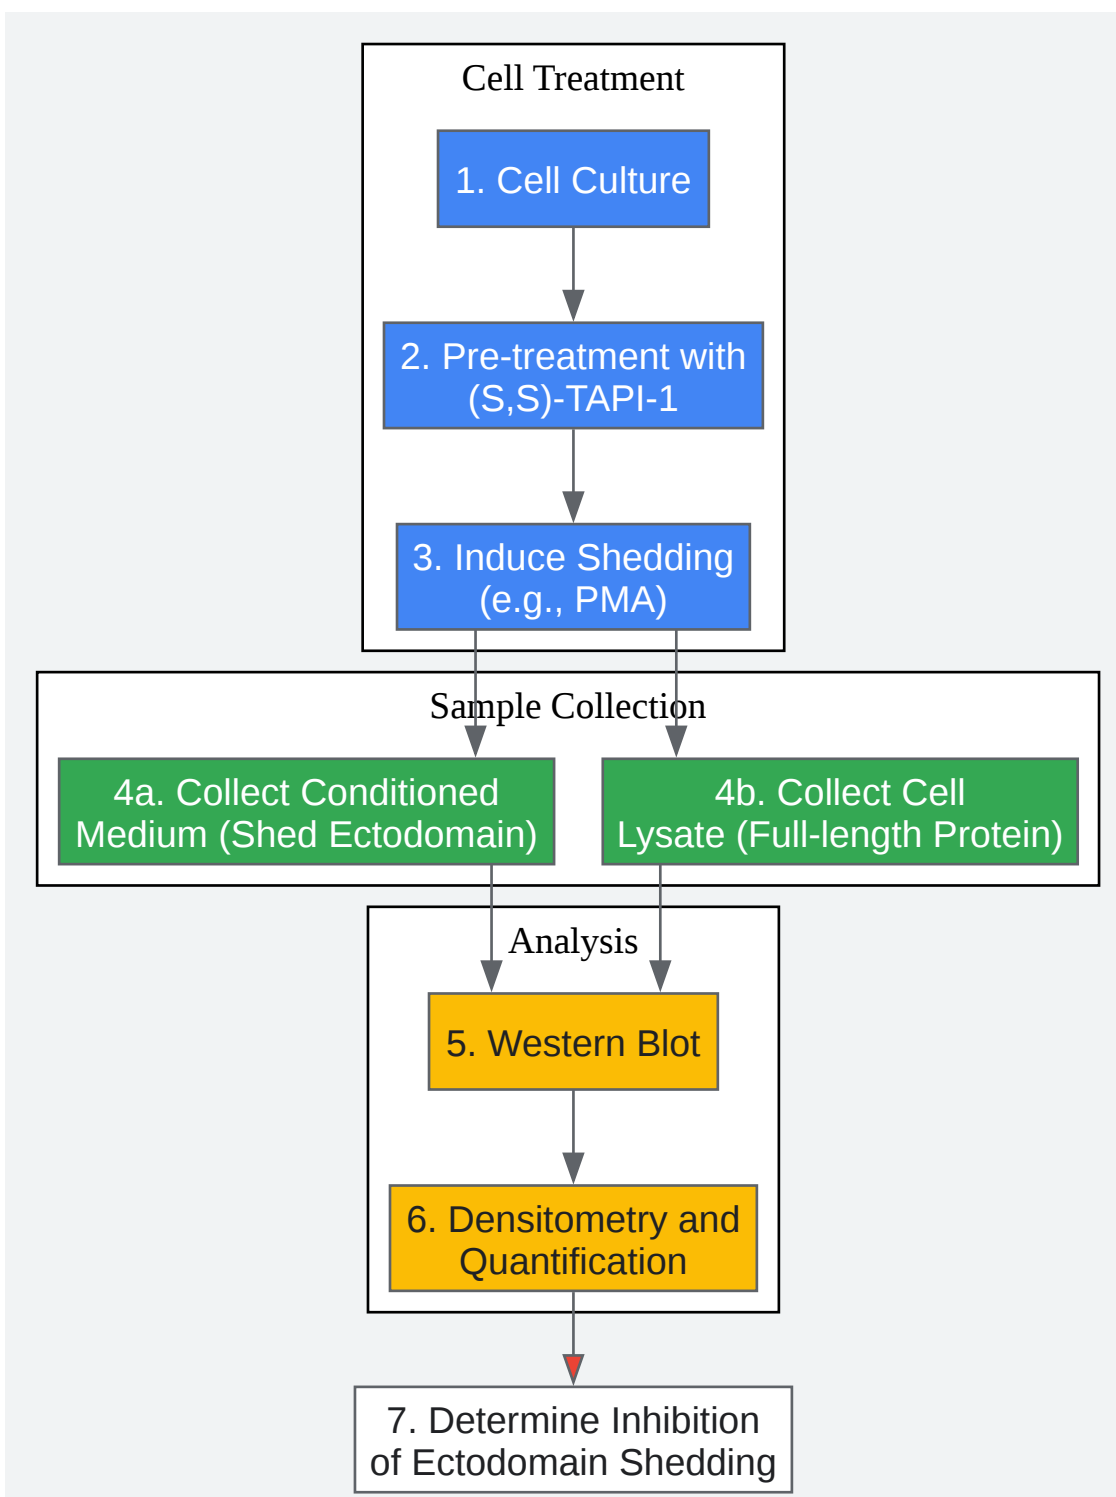 Cell Treatment
1. Cell Culture
2. Pre-treatment with
(S,S)-TAPI-1
3. Induce Shedding
(e.g., PMA)
Sample Collection
4a. Collect Conditioned
Medium (Shed Ectodomain)
4b. Collect Cell
Lysate (Full-length Protein)
Analysis
5. Western Blot
6. Densitometry and
Quantification
7. Determine Inhibition
of Ectodomain Shedding